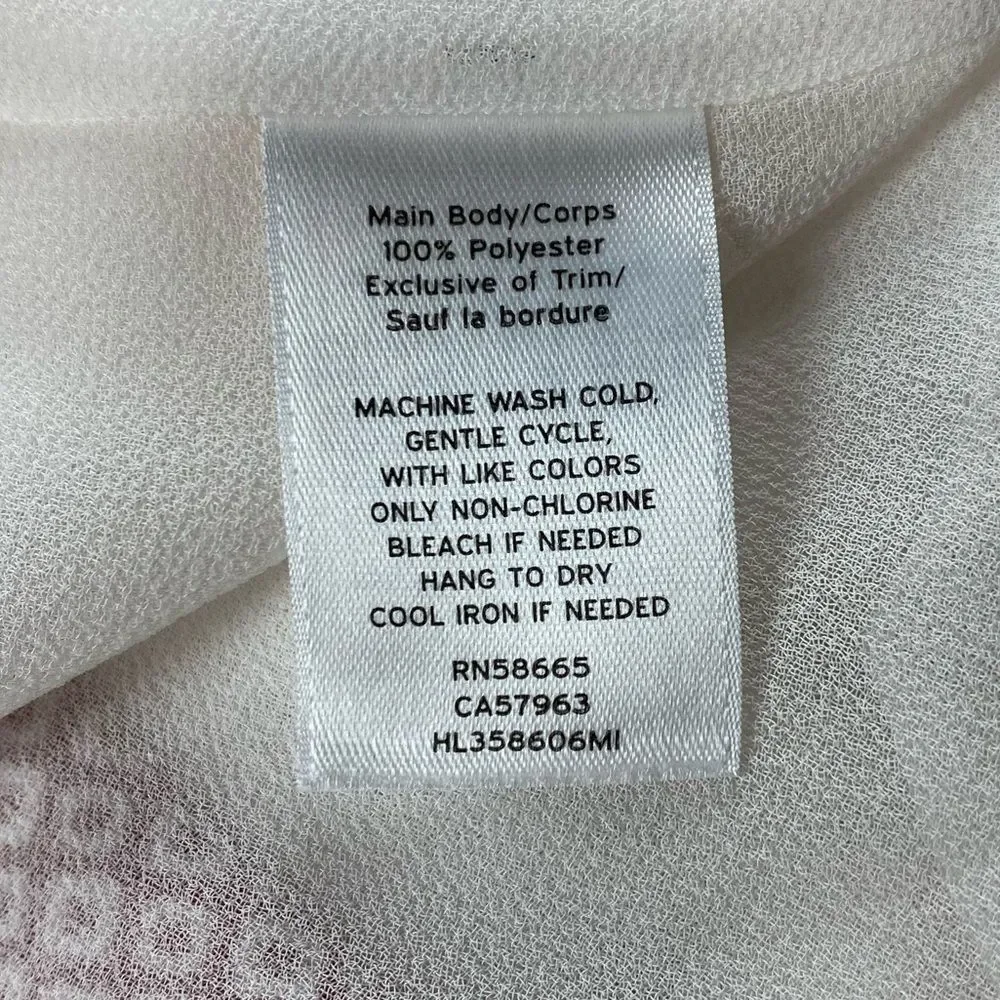 Main Body/Corps
100% Polyester
Exclusive of Trim/
Sauf la bordure
MACHINE WASH COLD,
GENTLE CYCLE,
WITH LIKE COLORS
ONLY NON-CHLORINE
BLEACH IF NEEDED
HANG TO DRY
COOL IRON IF NEEDED
RN58665
CA57963
HL358606MI